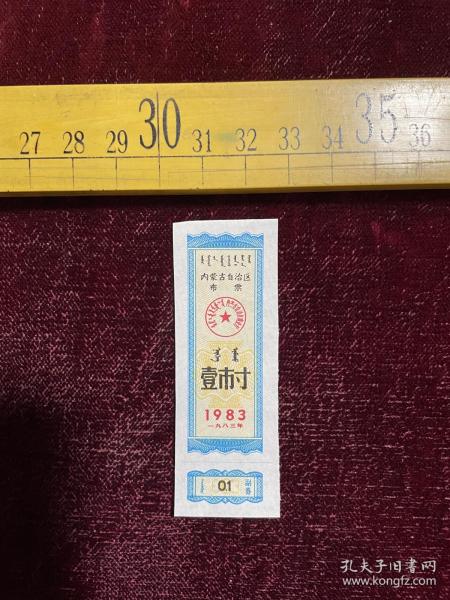 27 28 29 30 31 32 33 34 35 36
内蒙古自治区
布票
壹市寸
1983
一九八三年
0.1
副券
孔夫子旧书网
www.kongfz.com